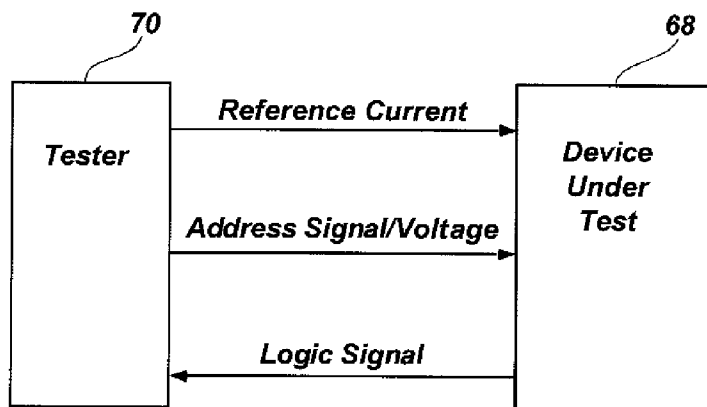 70
68
Reference Current
Tester
Device
Under
Test
Address Signal/Voltage
Logic Signal